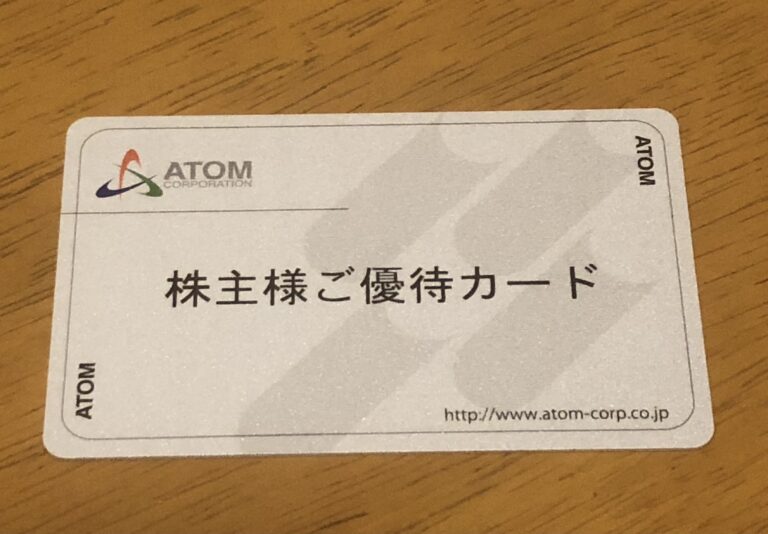 ATOM
CORPORATION
ATOM
株主様ご優待カード
ATOM
http://www.atom-corp.co.jp